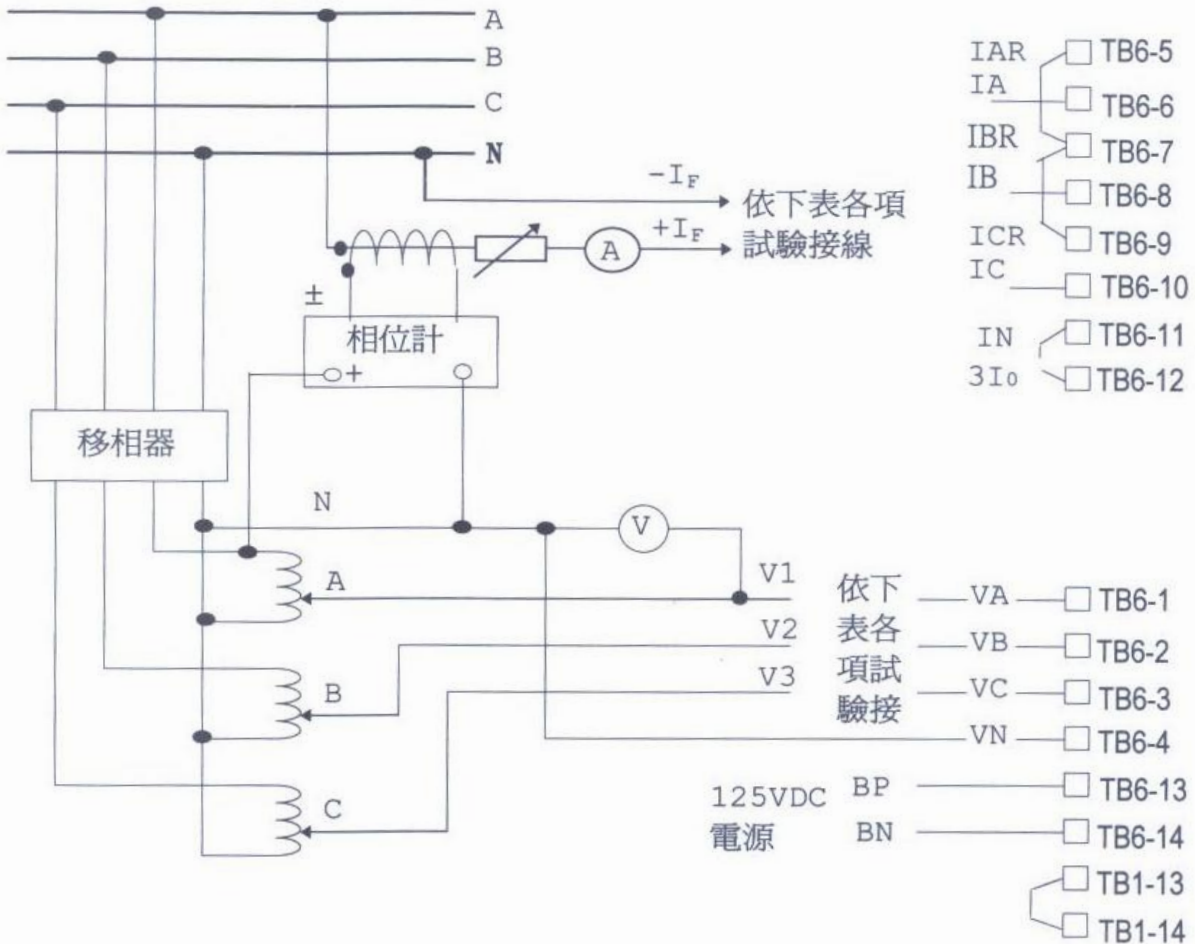 A
B
C
N
-IF
+IF
依下表各項
試驗接線
A
±
相位計
+
移相器
N
V
A
B
C
V1
V2
V3
依下
表各
項試
驗接
IAR
IA
IBR
IB
ICR
IC
IN
3I0
TB6-5
TB6-6
TB6-7
TB6-8
TB6-9
TB6-10
TB6-11
TB6-12
VA TB6-1
VB TB6-2
VC TB6-3
VN TB6-4
125VDC BP TB6-13
電源 BN TB6-14
TB1-13
TB1-14